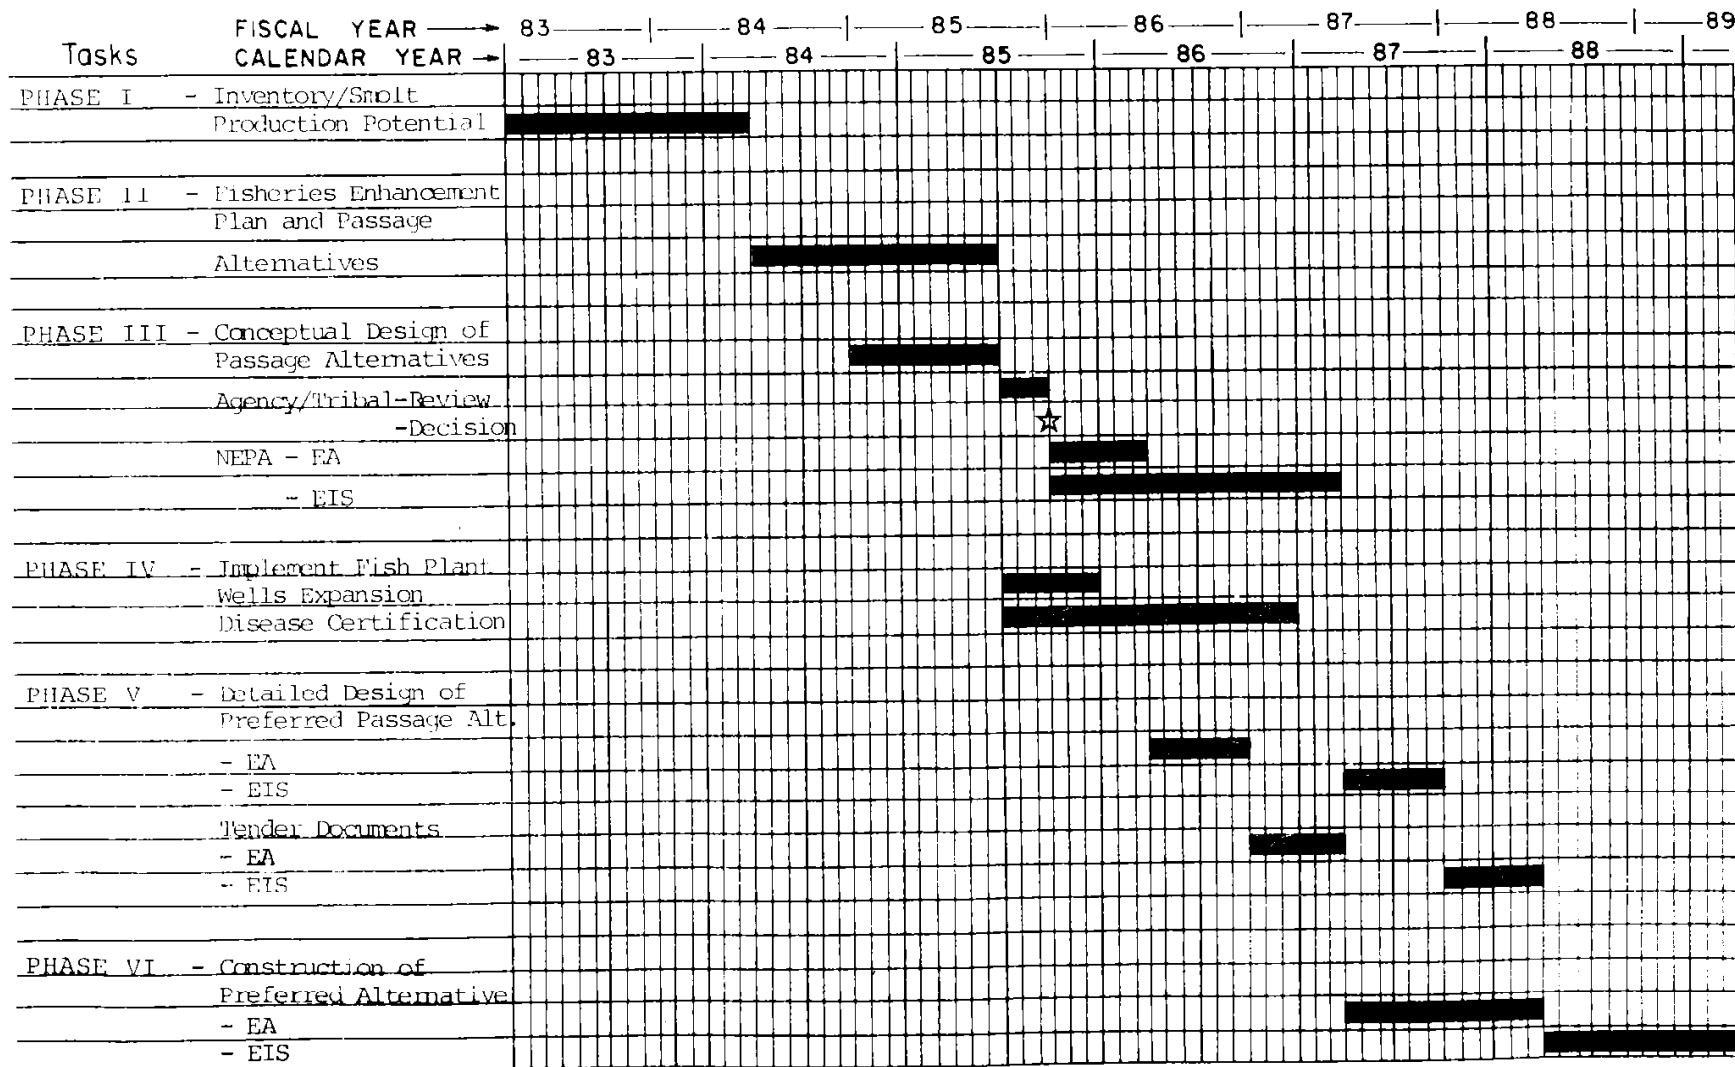 FISCAL YEAR → 83 84 85 86 87 88 89
Tasks CALENDAR YEAR → 83 84 85 86 87 88
PHASE I - Inventory/Smolt
Production Potential
PHASE II - Fisheries Enhancement
Plan and Passage
Alternatives
PHASE III - Conceptual Design of
Passage Alternatives
Agency/Tribal-Review
-Decision
NEPA - EA
- EIS
PHASE IV - Implement Fish Plant
Wells Expansion
Disease Certification
PHASE V - Detailed Design of
Preferred Passage Alt.
- EA
- EIS
Tender Documents
- EA
- EIS
PHASE VI - Construction of
Preferred Alternative
- EA
- EIS